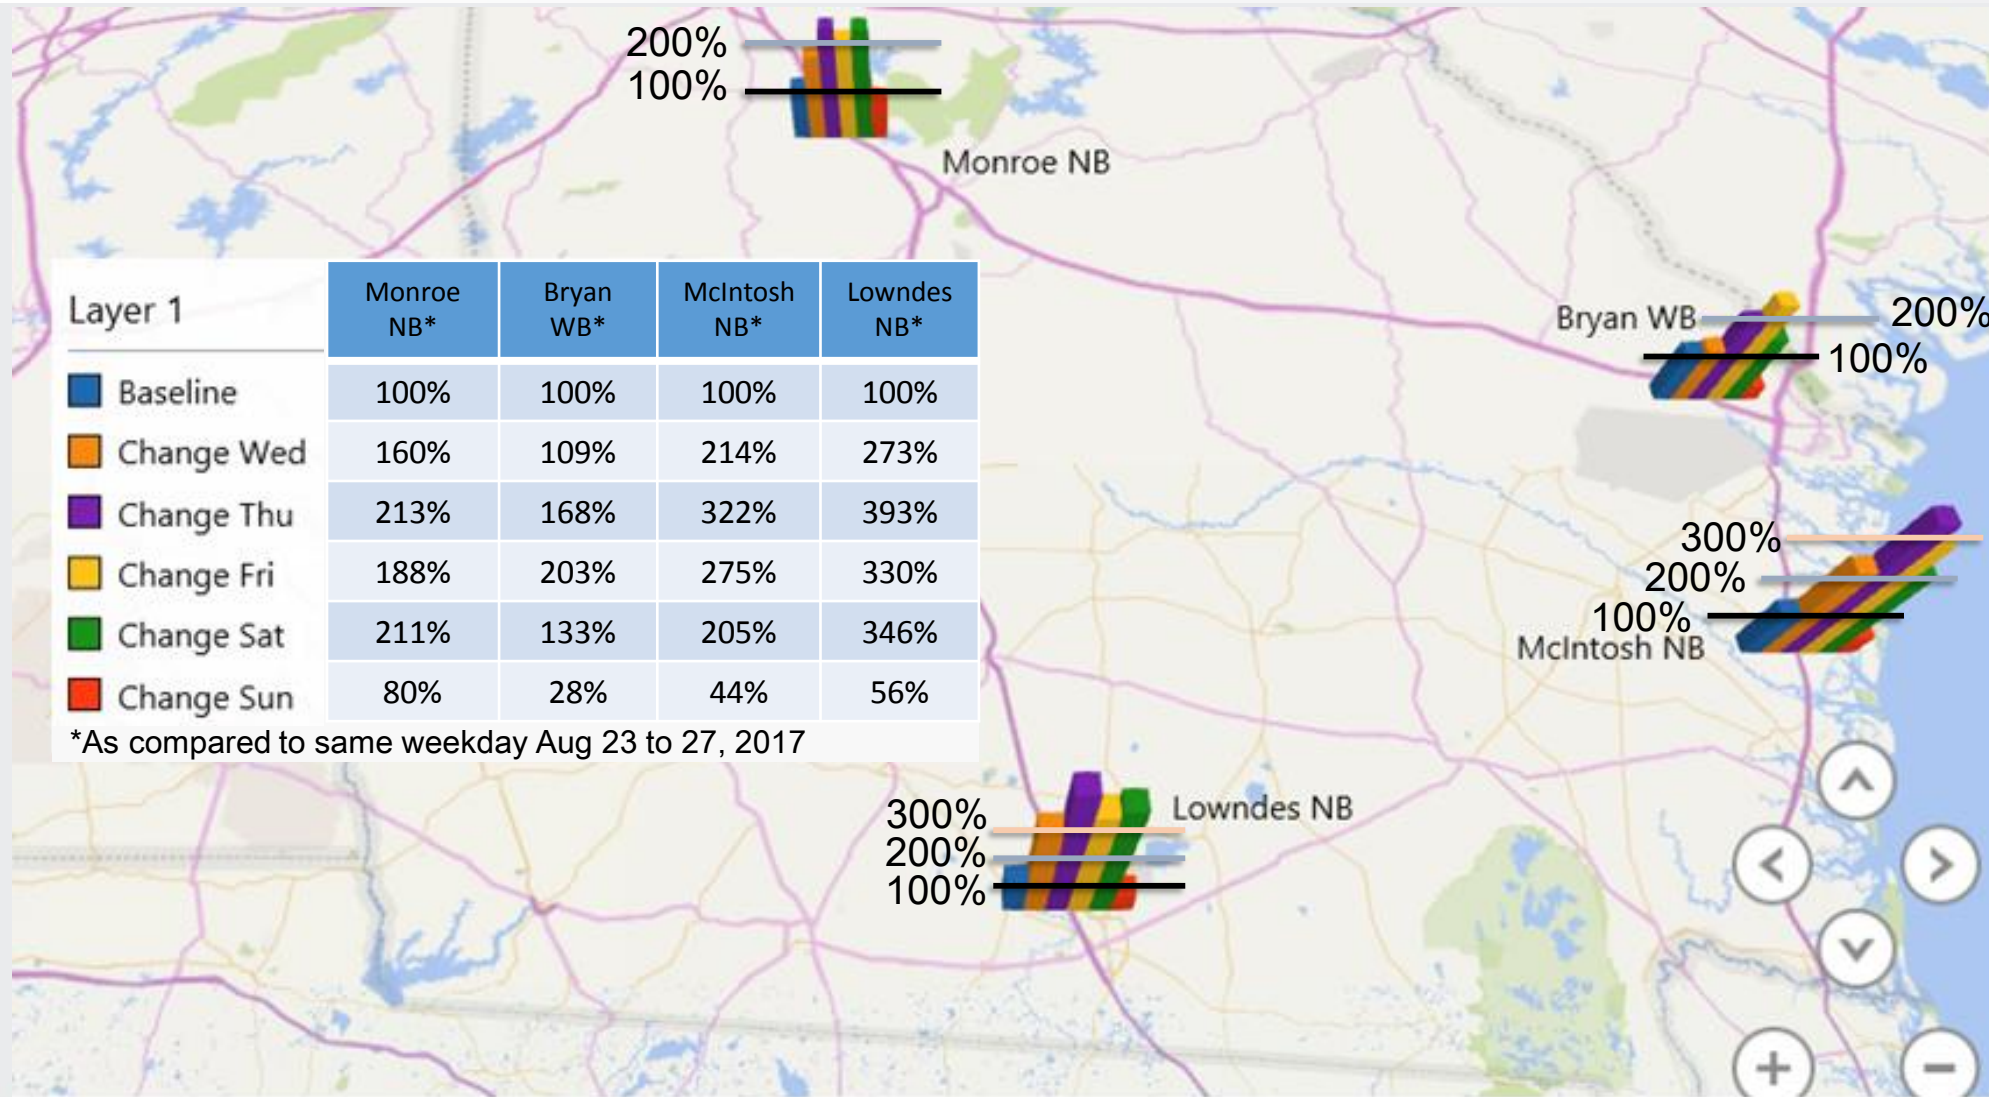 200%
100%
Monroe NB
Layer 1
Monroe NB*
Bryan WB*
McIntosh NB*
Lowndes NB*
Baseline 100% 100% 100% 100%
Change Wed 160% 109% 214% 273%
Change Thu 213% 168% 322% 393%
Change Fri 188% 203% 275% 330%
Change Sat 211% 133% 205% 346%
Change Sun 80% 28% 44% 56%
*As compared to same weekday Aug 23 to 27, 2017
Bryan WB
200%
100%
300%
200%
100%
McIntosh NB
300%
200%
100%
Lowndes NB